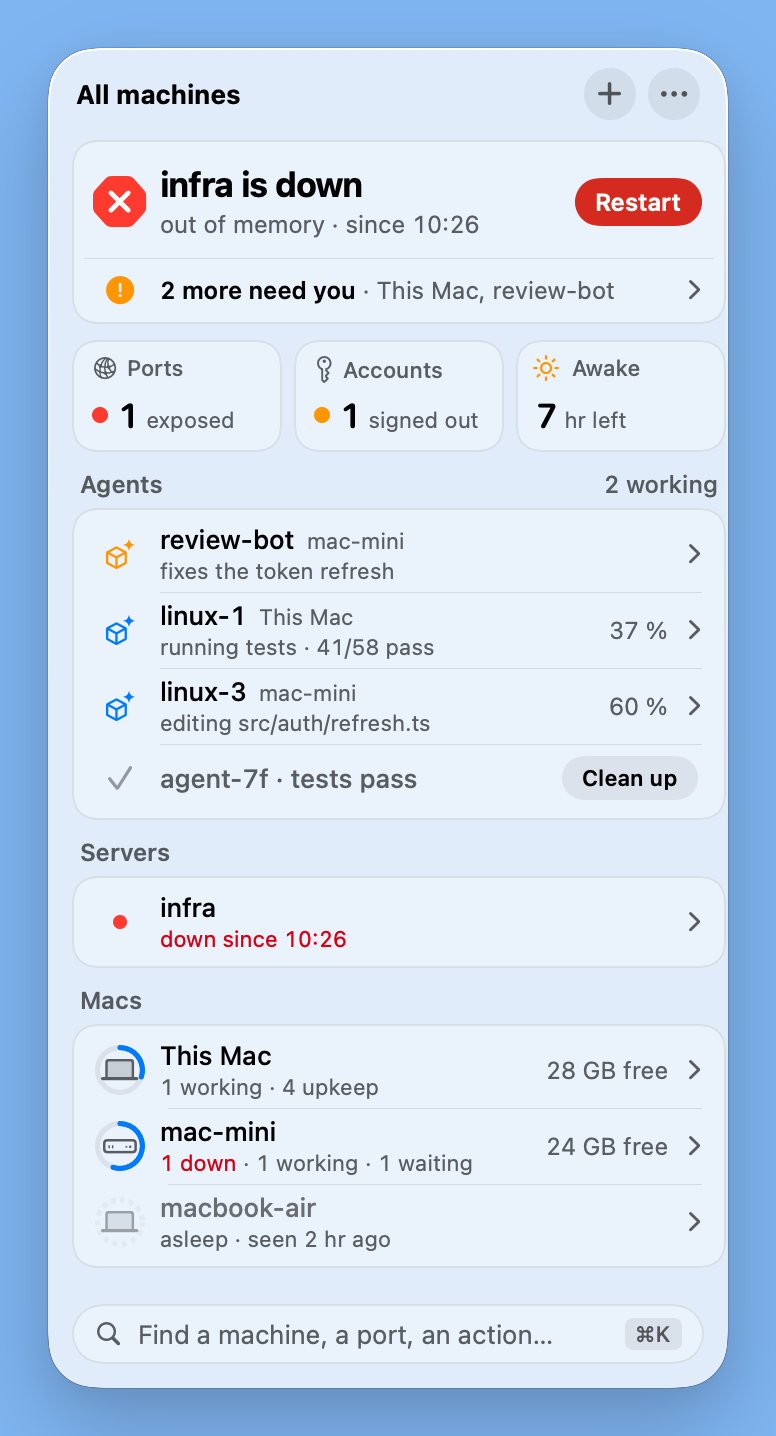 All machines
infra is down
out of memory · since 10:26
Restart
2 more need you · This Mac, review-bot
Ports
1 exposed
Accounts
1 signed out
Awake
7 hr left
Agents
2 working
review-bot mac-mini
fixes the token refresh
linux-1 This Mac
running tests · 41/58 pass
37 %
linux-3 mac-mini
editing src/auth/refresh.ts
60 %
agent-7f · tests pass
Clean up
Servers
infra
down since 10:26
Macs
This Mac
1 working · 4 upkeep
28 GB free
mac-mini
1 down · 1 working · 1 waiting
24 GB free
macbook-air
asleep · seen 2 hr ago
Find a machine, a port, an action...
⌘K